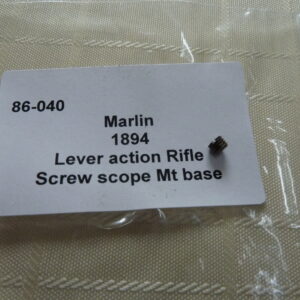 86-040
Marlin
1894
Lever action Rifle
Screw scope Mt base